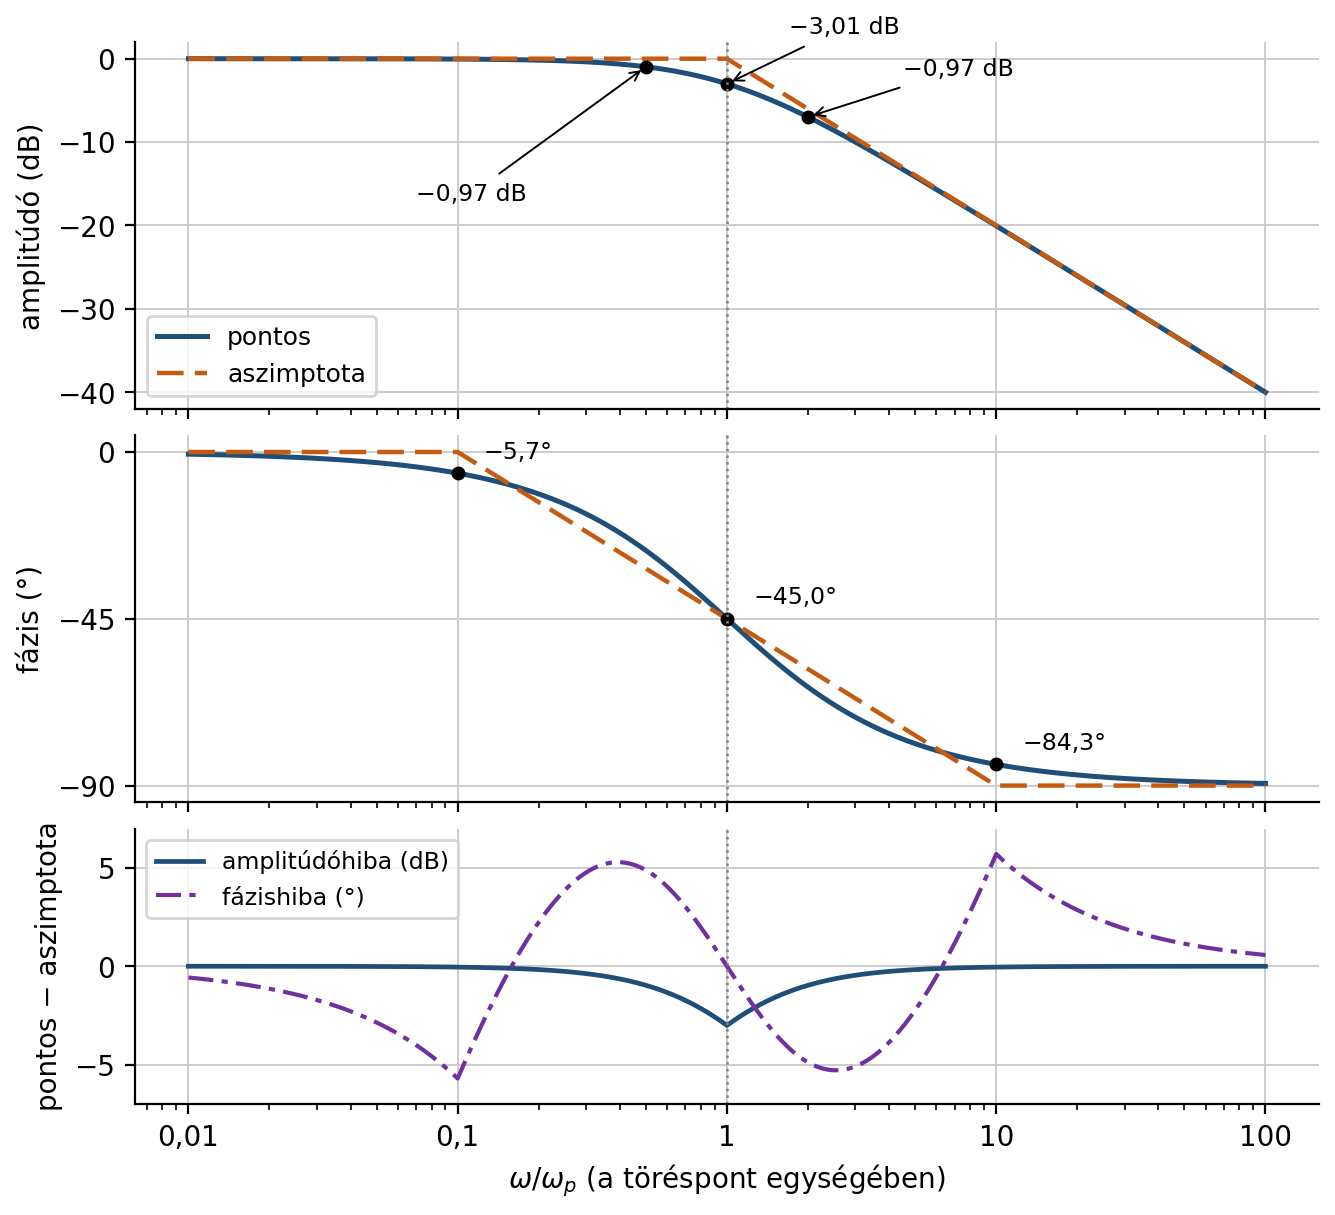 −3,01 dB
−0,97 dB
−0,97 dB
amplitúdó (dB)
0
−10
−20
−30
−40
pontos
aszimptota
fázis (°)
0
−45
−90
−5,7°
−45,0°
−84,3°
pontos − aszimptota
5
0
−5
amplitúdóhiba (dB)
fázishiba (°)
0,01
0,1
1
10
100
ω/ωₚ (a töréspont egységében)